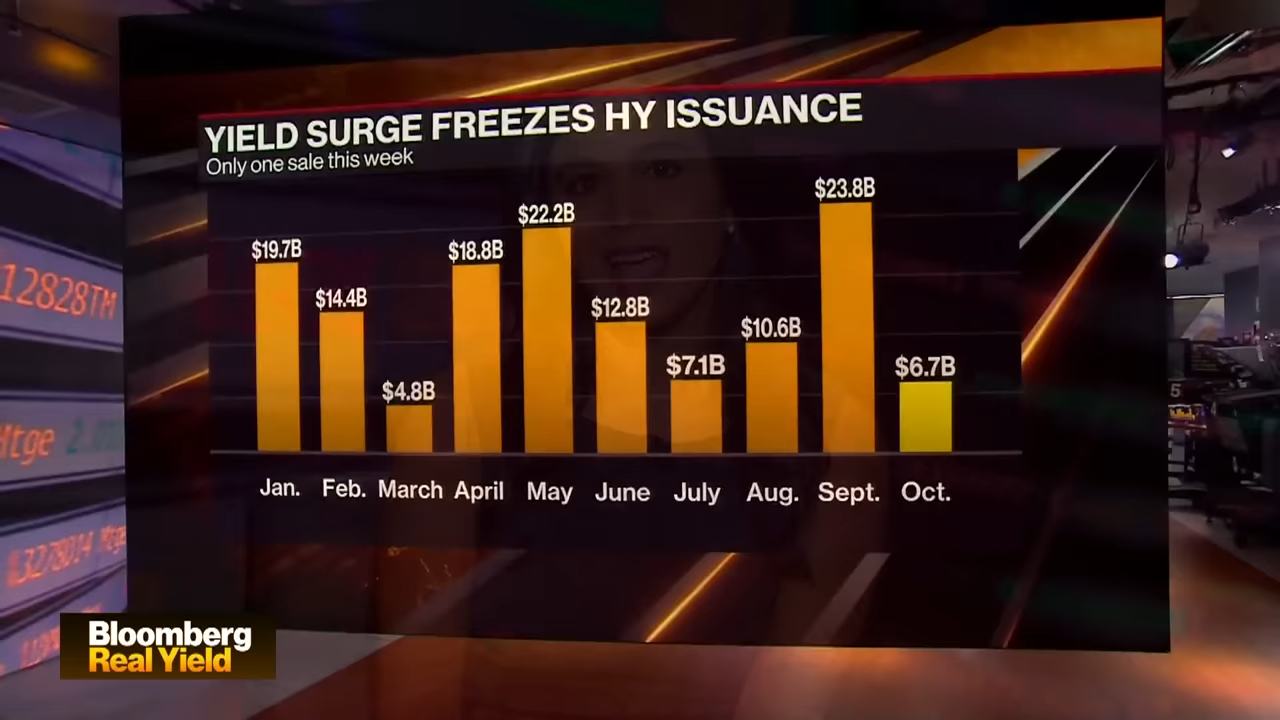 YIELD SURGE FREEZES HY ISSUANCE
Only one sale this week
$19.7B
$14.4B
$4.8B
$18.8B
$22.2B
$12.8B
$7.1B
$10.6B
$23.8B
$6.7B
Jan. Feb. March April May June July Aug. Sept. Oct.
12828TM
Mtge
Bloomberg
Real Yield